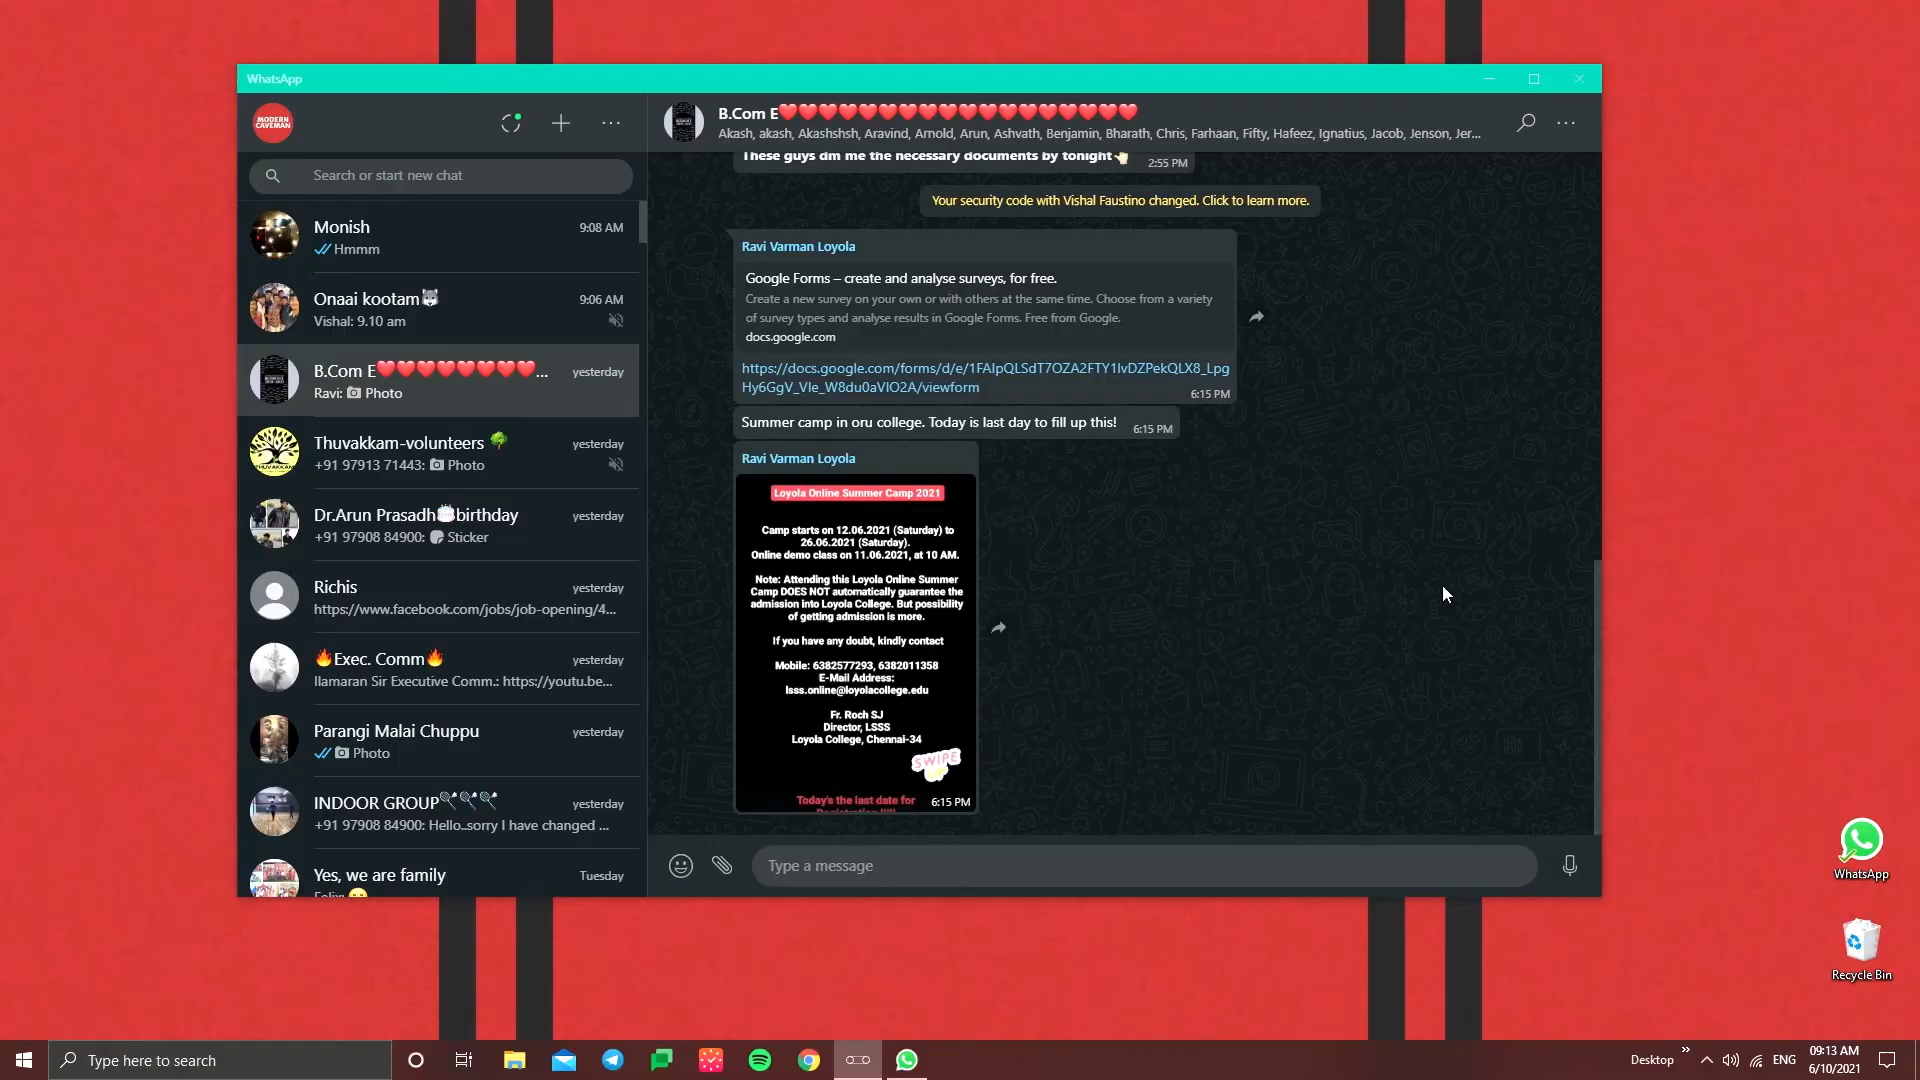 WhatsApp
MODERN
CAVEMAN
Search or start new chat
Monish
9:08 AM
Hmmm
Onaai kootam🐺
9:06 AM
Vishal: 9.10 am
B.Com E❤️❤️❤️❤️❤️❤️❤️❤️...
yesterday
Ravi: 📷 Photo
Thuvakkam-volunteers 🌳
yesterday
+91 97913 71443: 📷 Photo
Dr.Arun Prasadh🎂birthday
yesterday
+91 97908 84900: Sticker
Richis
yesterday
https://www.facebook.com/jobs/job-opening/4...
🔥Exec. Comm🔥
yesterday
Ilamaran Sir Executive Comm.: https://youtu.be...
Parangi Malai Chuppu
yesterday
📷 Photo
INDOOR GROUP🏸🏸🏸
yesterday
+91 97908 84900: Hello..sorry I have changed ...
Yes, we are family
Tuesday
B.Com E❤️❤️❤️❤️❤️❤️❤️❤️❤️❤️❤️❤️❤️❤️❤️❤️❤️❤️
Akash, akash, Akashshsh, Aravind, Arnold, Arun, Ashvath, Benjamin, Bharath, Chris, Farhaan, Fifty, Hafeez, Ignatius, Jacob, Jenson, Jer...
These guys dm me the necessary documents by tonight👆🏻
2:55 PM
Your security code with Vishal Faustino changed. Click to learn more.
Ravi Varman Loyola
Google Forms – create and analyse surveys, for free.
Create a new survey on your own or with others at the same time. Choose from a variety
of survey types and analyse results in Google Forms. Free from Google.
docs.google.com
https://docs.google.com/forms/d/e/1FAIpQLSdT7OZA2FTY1IvDZPekQLX8_Lpg
Hy6GgV_VIe_W8du0aVIO2A/viewform
6:15 PM
Summer camp in oru college. Today is last day to fill up this!
6:15 PM
Ravi Varman Loyola
Loyola Online Summer Camp 2021
Camp starts on 12.06.2021 (Saturday) to
26.06.2021 (Saturday).
Online demo class on 11.06.2021, at 10 AM.
Note: Attending this Loyola Online Summer
Camp DOES NOT automatically guarantee the
admission into Loyola College. But possibility
of getting admission is more.
If you have any doubt, kindly contact
Mobile: 6382577293, 6382011358
E-Mail Address:
lsss.online@loyolacollege.edu
Fr. Roch SJ
Director, LSSS
Loyola College, Chennai-34
SWIPE
Today's the last date for
6:15 PM
Type a message
WhatsApp
Recycle Bin
Type here to search
Desktop
ENG
09:13 AM
6/10/2021